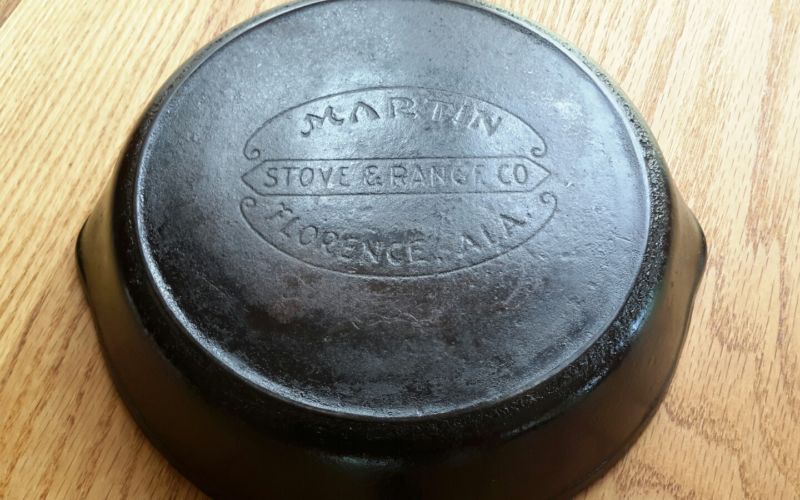 MARTIN
STOVE & RANGE CO
FLORENCE, ALA.